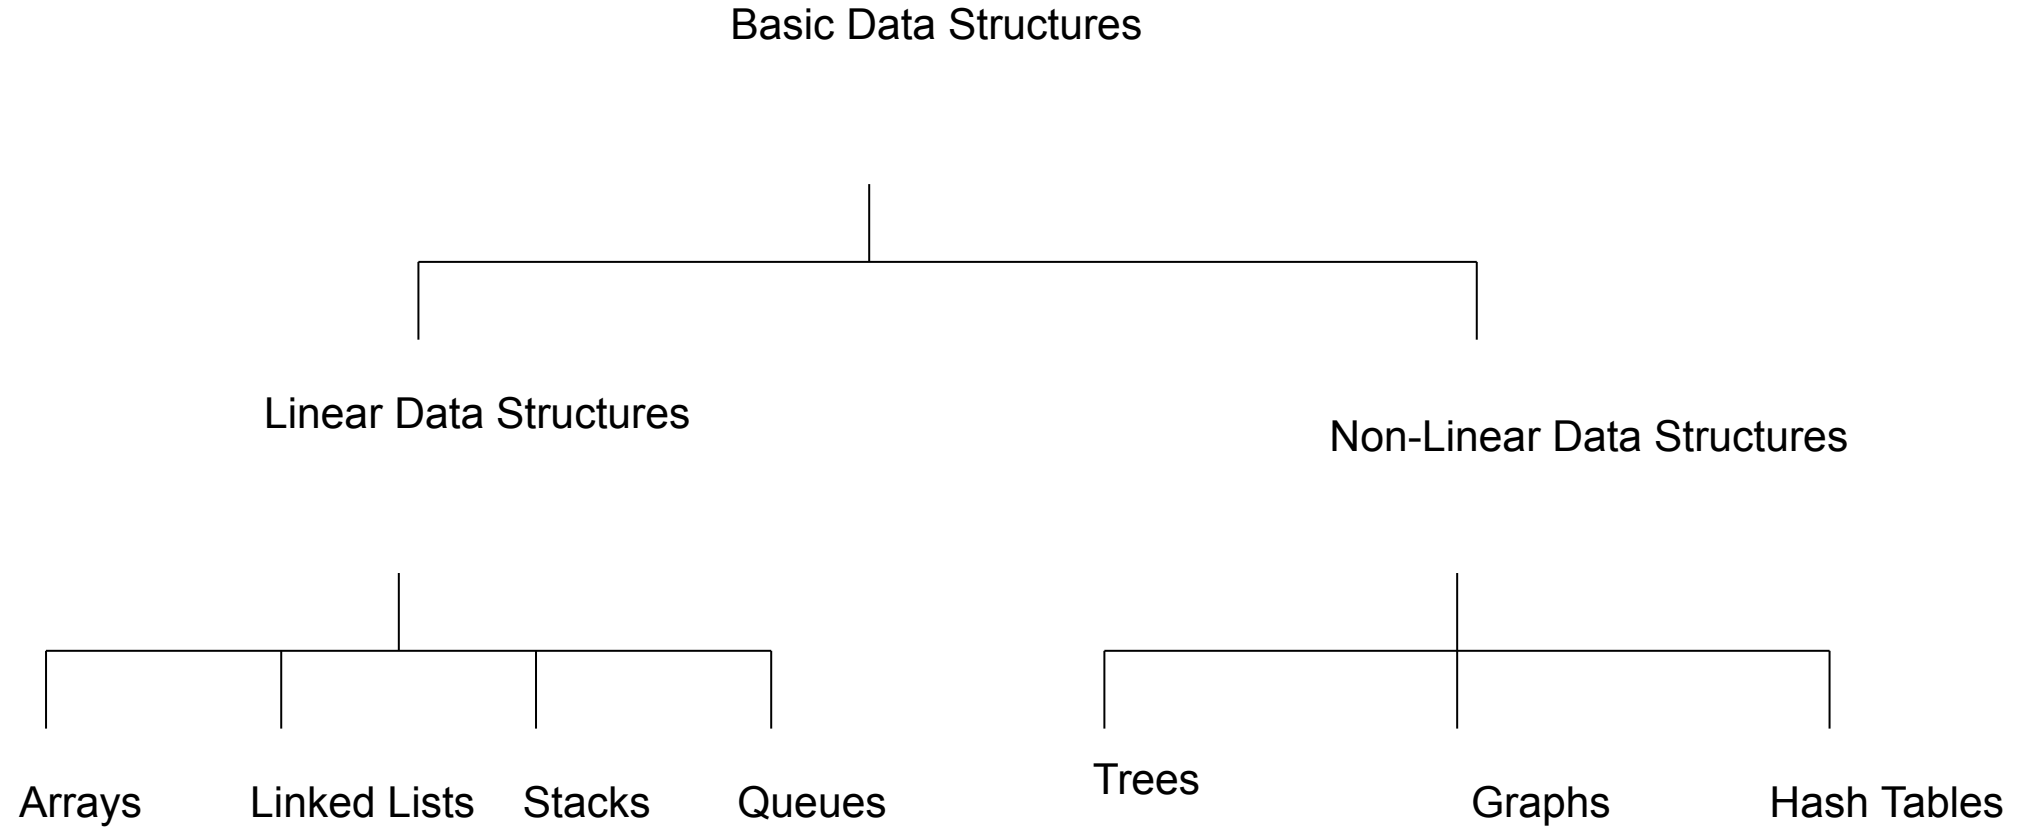 Basic Data Structures
Linear Data Structures
Non-Linear Data Structures
Arrays
Linked Lists
Stacks
Queues
Trees
Graphs
Hash Tables